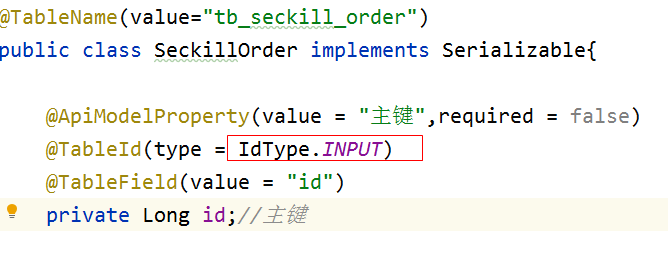 @TableName(value="tb_seckill_order")
public class SeckillOrder implements Serializable{
@ApiModelProperty(value = "主键",required = false)
@TableId(type = IdType.INPUT)
@TableField(value = "id")
private Long id;//主键